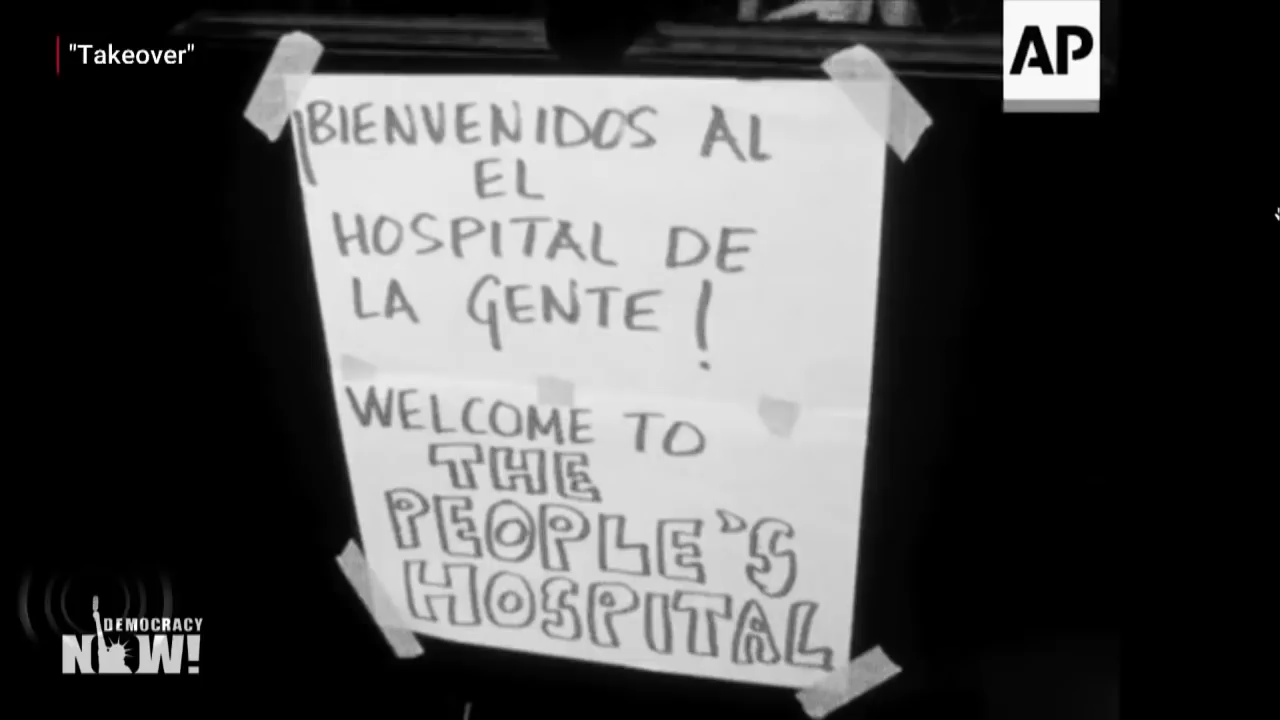 "Takeover"
AP
¡BIENVENIDOS AL
EL
HOSPITAL DE
LA GENTE!
WELCOME TO
THE
PEOPLE'S
HOSPITAL
DEMOCRACY
NOW!